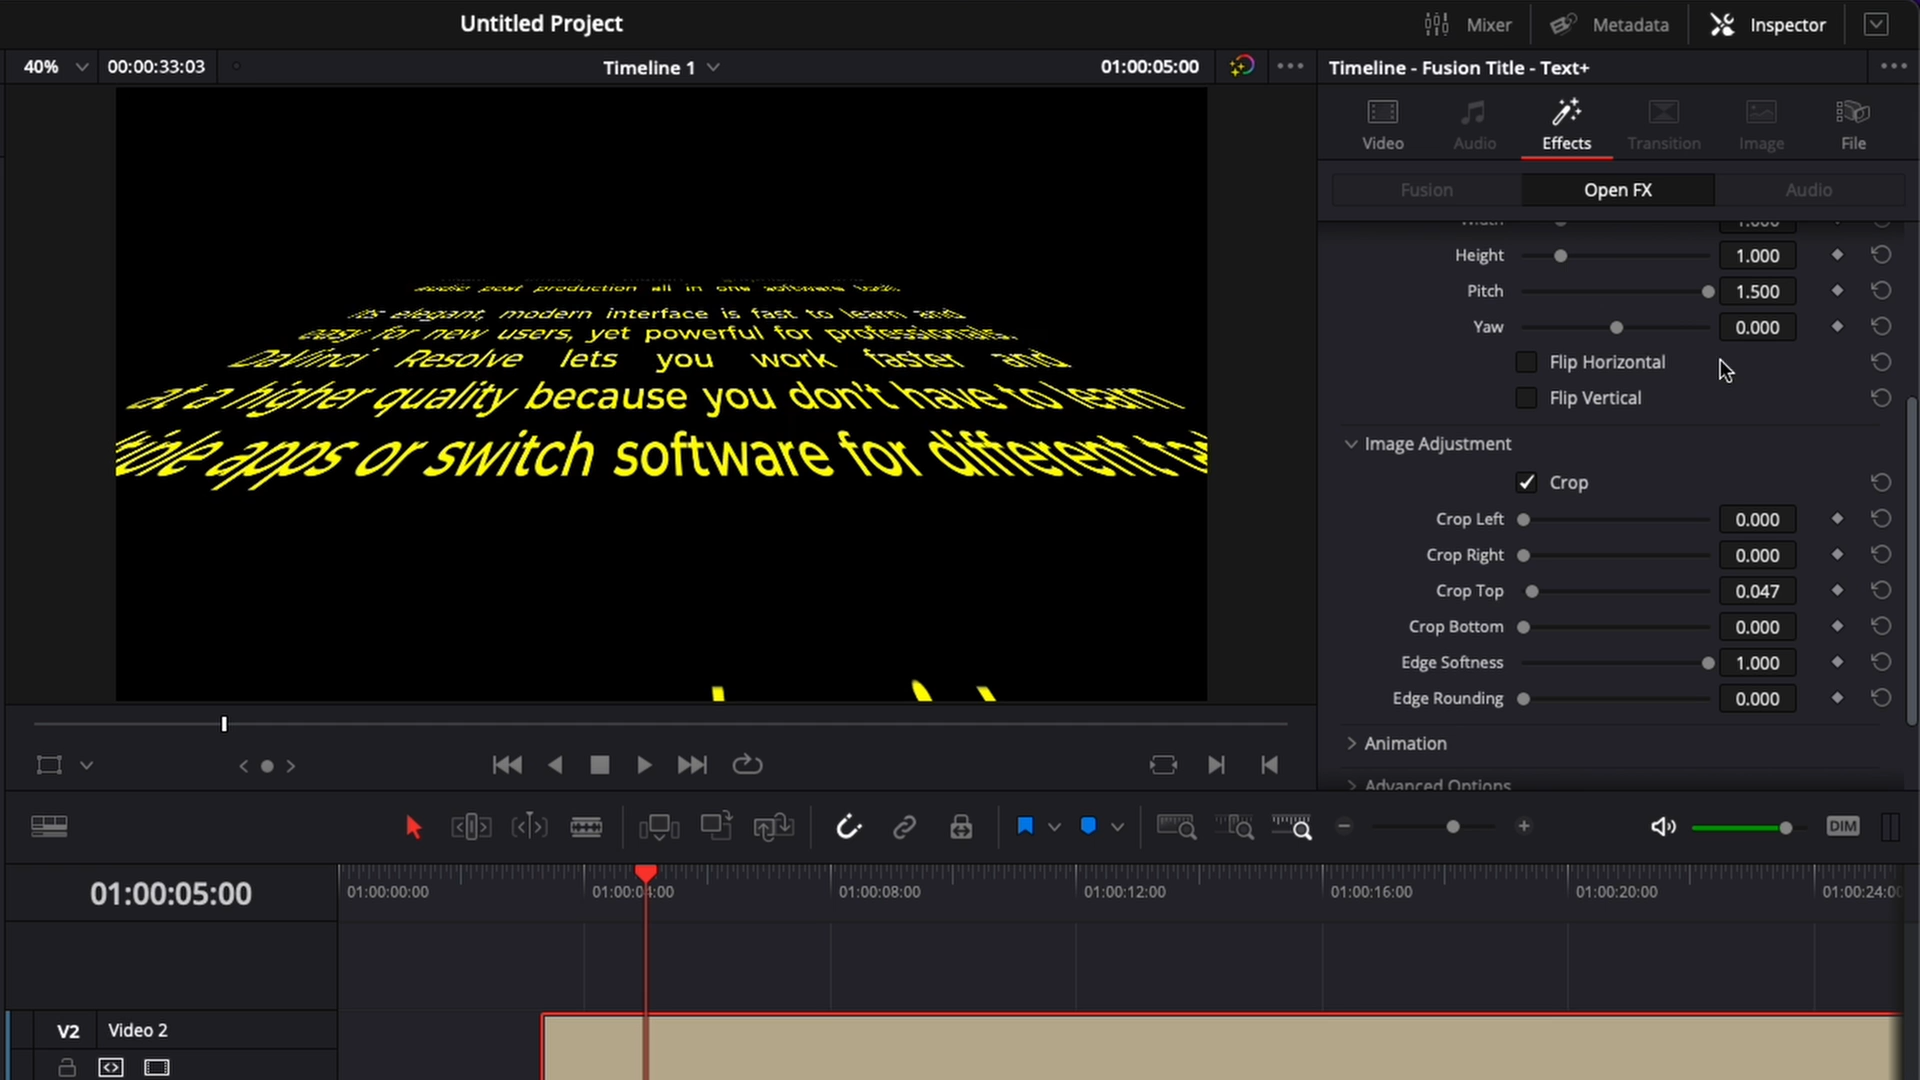 Untitled Project
Mixer
Metadata
Inspector
40%
00:00:33:03
Timeline 1
01:00:05:00
Timeline - Fusion Title - Text+
Video
Audio
Effects
Transition
Image
File
Fusion
Open FX
Audio
Width 1.000
Height 1.000
Pitch 1.500
Yaw 0.000
Flip Horizontal
Flip Vertical
Image Adjustment
Crop
Crop Left 0.000
Crop Right 0.000
Crop Top 0.047
Crop Bottom 0.000
Edge Softness 1.000
Edge Rounding 0.000
Animation
Advanced Options
post production all in one software
its elegant, modern interface is fast to learn and
easy for new users, yet powerful for professionals.
DaVinci Resolve lets you work faster and
at a higher quality because you don't have to learn
apps or switch software for different
DIM
01:00:05:00
01:00:00:00
01:00:04:00
01:00:08:00
01:00:12:00
01:00:16:00
01:00:20:00
01:00:24:00
V2
Video 2